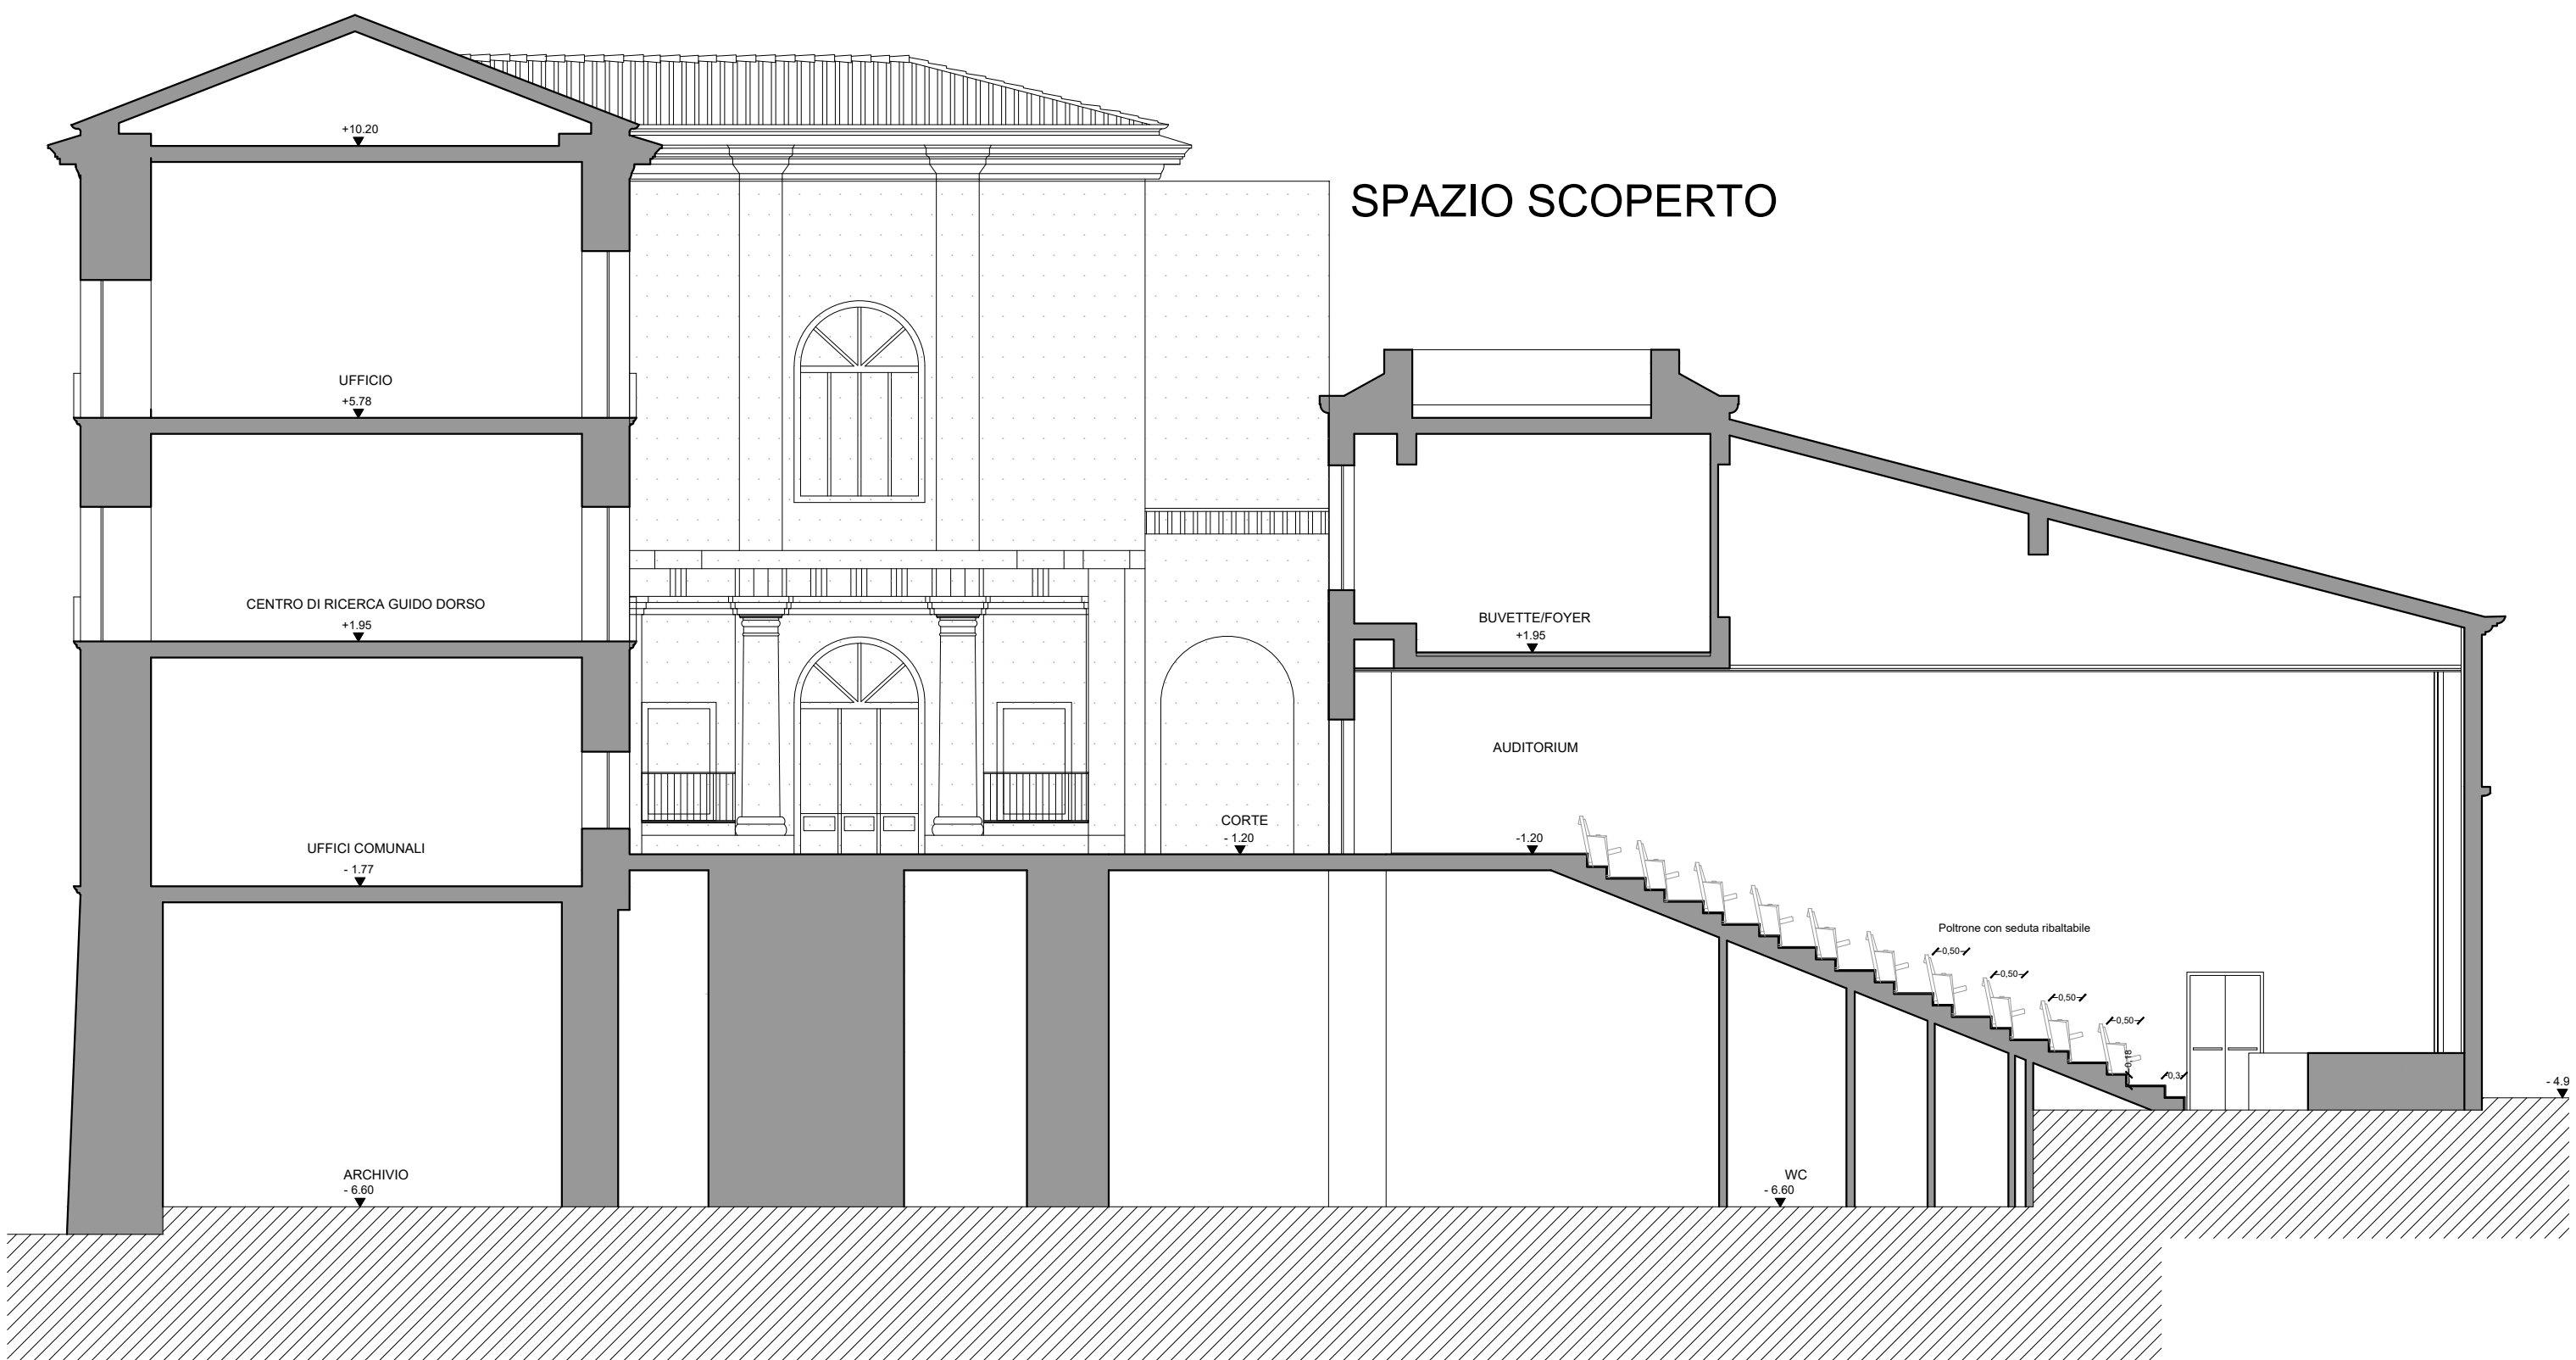 +10.20
SPAZIO SCOPERTO
UFFICIO
+5.78
CENTRO DI RICERCA GUIDO DORSO
+1.95
BUVETTE/FOYER
+1.95
AUDITORIUM
UFFICI COMUNALI
- 1.77
CORTE
- 1.20
-1.20
Poltrone con seduta ribaltabile
0,50
0,50
0,50
0,50
0,18
0,3
- 4.9
ARCHIVIO
- 6.60
WC
- 6.60